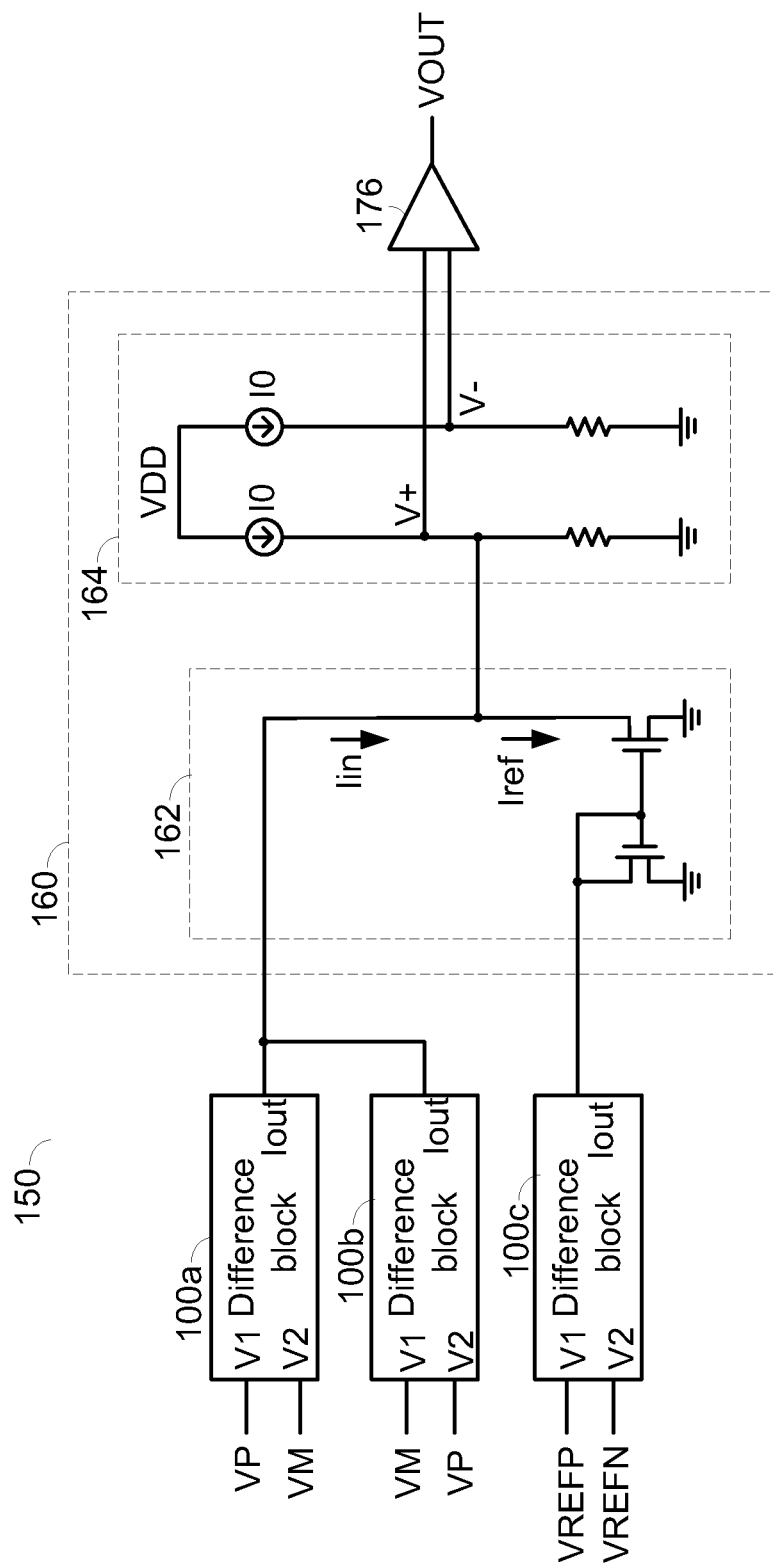 150
160
162
164
176
VDD
I0
I0
V+
V-
VOUT
Iin
Iref
100a
VP
VM
V1
V2
Difference
block
Iout
100b
VM
VP
V1
V2
Difference
block
Iout
100c
VREFP
VREFN
V1
V2
Difference
block
Iout